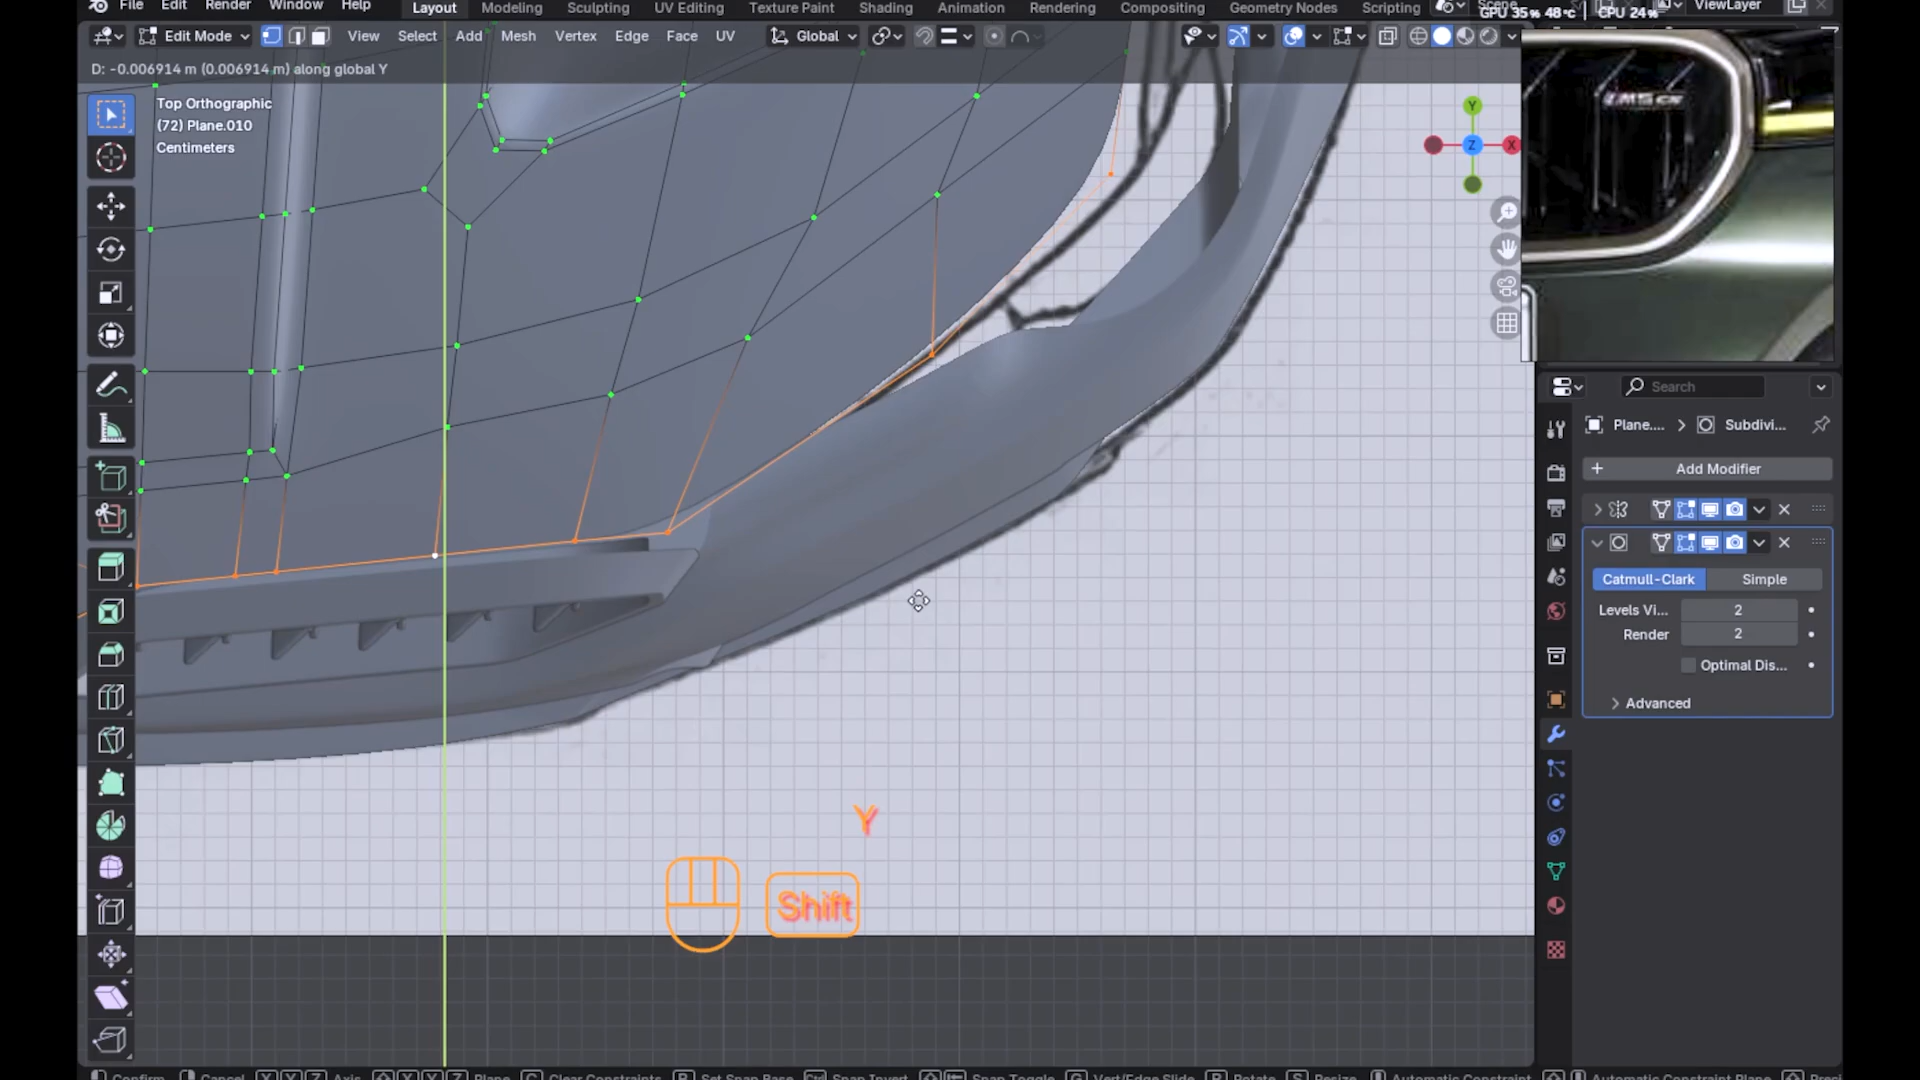 File Edit Render Window Help Layout Modeling Sculpting UV Editing Texture Paint Shading Animation Rendering Compositing Geometry Nodes Scripting Scene ViewLayer
GPU 35% 48°C CPU 24%
Edit Mode View Select Add Mesh Vertex Edge Face UV Global
D: -0.006914 m (0.006914 m) along global Y
Top Orthographic
(72) Plane.010
Centimeters
Y
X
Z
Search
Plane.... Subdivi...
Add Modifier
Catmull-Clark Simple
Levels Vi... 2
Render 2
Optimal Dis...
Advanced
Y
Shift
Confirm Cancel X Y Z Axis X Y Z Plane C Clear Constraints B Set Snap Base Ctrl Snap Invert Snap Toggle G Vert/Edge Slide R Rotate S Resize Automatic Constraint Automatic Constraint Plane Preci